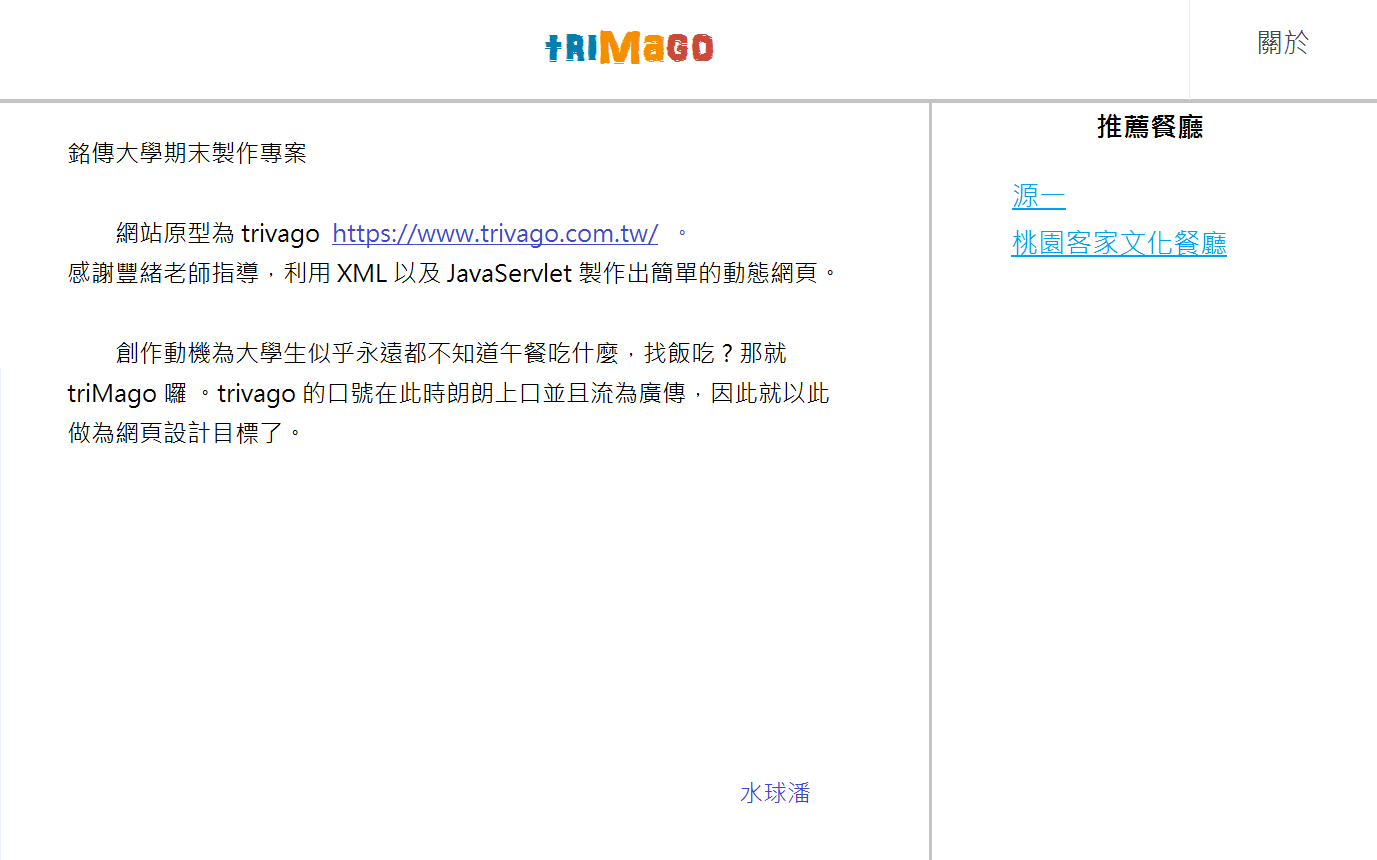 triMago
關於
銘傳大學期末製作專案
網站原型為 trivago https://www.trivago.com.tw/ 。
感謝豐緒老師指導，利用 XML 以及 JavaServlet 製作出簡單的動態網頁。
創作動機為大學生似乎永遠都不知道午餐吃什麼，找飯吃？那就
triMago 囉 。trivago 的口號在此時朗朗上口並且流為廣傳，因此就以此
做為網頁設計目標了。
水球潘
推薦餐廳
源一
桃園客家文化餐廳